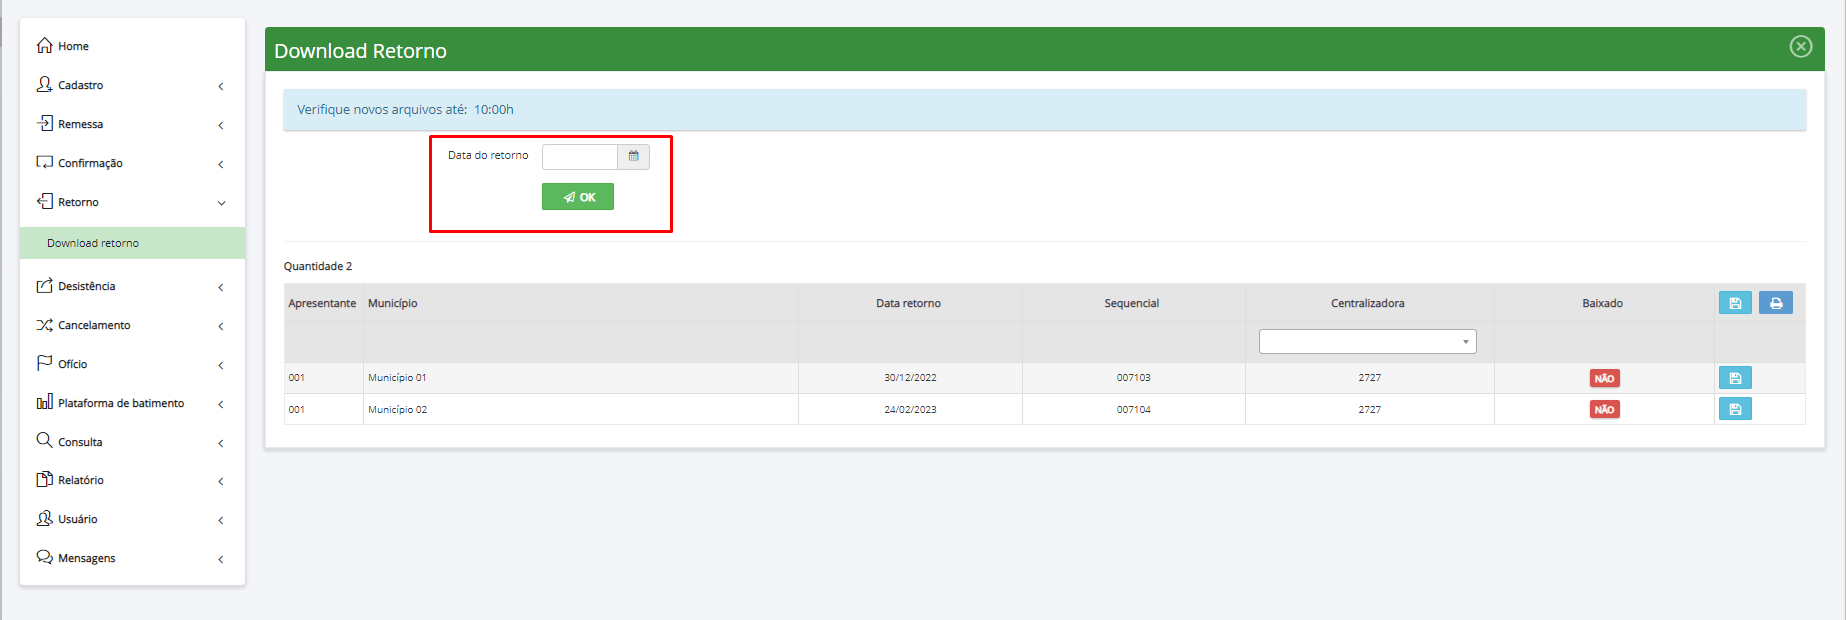 Home
Cadastro
Remessa
Confirmação
Retorno
Download retorno
Desistência
Cancelamento
Ofício
Plataforma de batimento
Consulta
Relatório
Usuário
Mensagens
Download Retorno
Verifique novos arquivos até: 10:00h
Data do retorno
OK
Quantidade 2
Apresentante Município Data retorno Sequencial Centralizadora Baixado
001 Município 01 30/12/2022 007103 2727 NÃO
001 Município 02 24/02/2023 007104 2727 NÃO